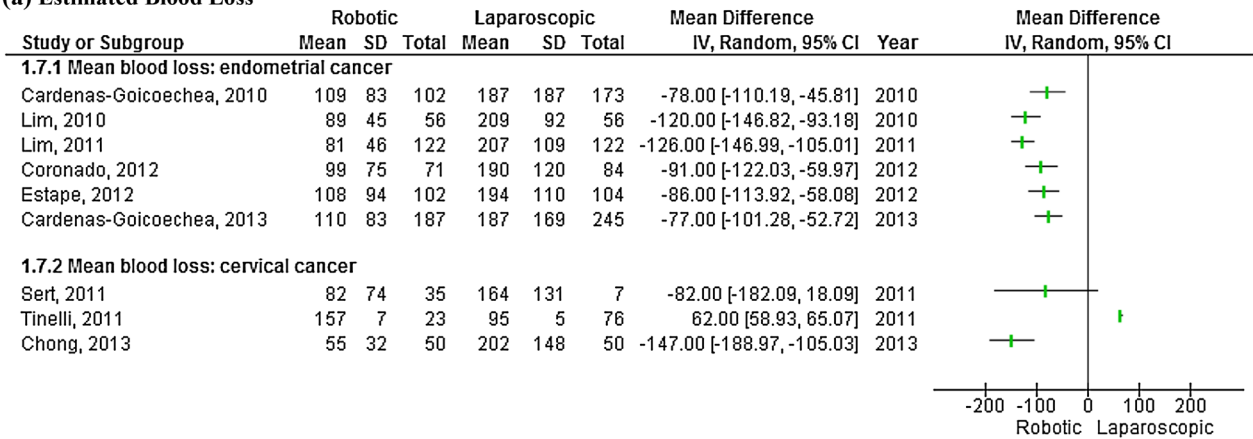 (a) Estimated Blood Loss
Robotic Laparoscopic Mean Difference Mean Difference
Study or Subgroup Mean SD Total Mean SD Total IV, Random, 95% CI Year IV, Random, 95% CI
1.7.1 Mean blood loss: endometrial cancer
Cardenas-Goicoechea, 2010 109 83 102 187 187 173 -78.00 [-110.19, -45.81] 2010
Lim, 2010 89 45 56 209 92 56 -120.00 [-146.82, -93.18] 2010
Lim, 2011 81 46 122 207 109 122 -126.00 [-146.99, -105.01] 2011
Coronado, 2012 99 75 71 190 120 84 -91.00 [-122.03, -59.97] 2012
Estape, 2012 108 94 102 194 110 104 -86.00 [-113.92, -58.08] 2012
Cardenas-Goicoechea, 2013 110 83 187 187 169 245 -77.00 [-101.28, -52.72] 2013
1.7.2 Mean blood loss: cervical cancer
Sert, 2011 82 74 35 164 131 7 -82.00 [-182.09, 18.09] 2011
Tinelli, 2011 157 7 23 95 5 76 62.00 [58.93, 65.07] 2011
Chong, 2013 55 32 50 202 148 50 -147.00 [-188.97, -105.03] 2013
-200 -100 0 100 200
Robotic Laparoscopic